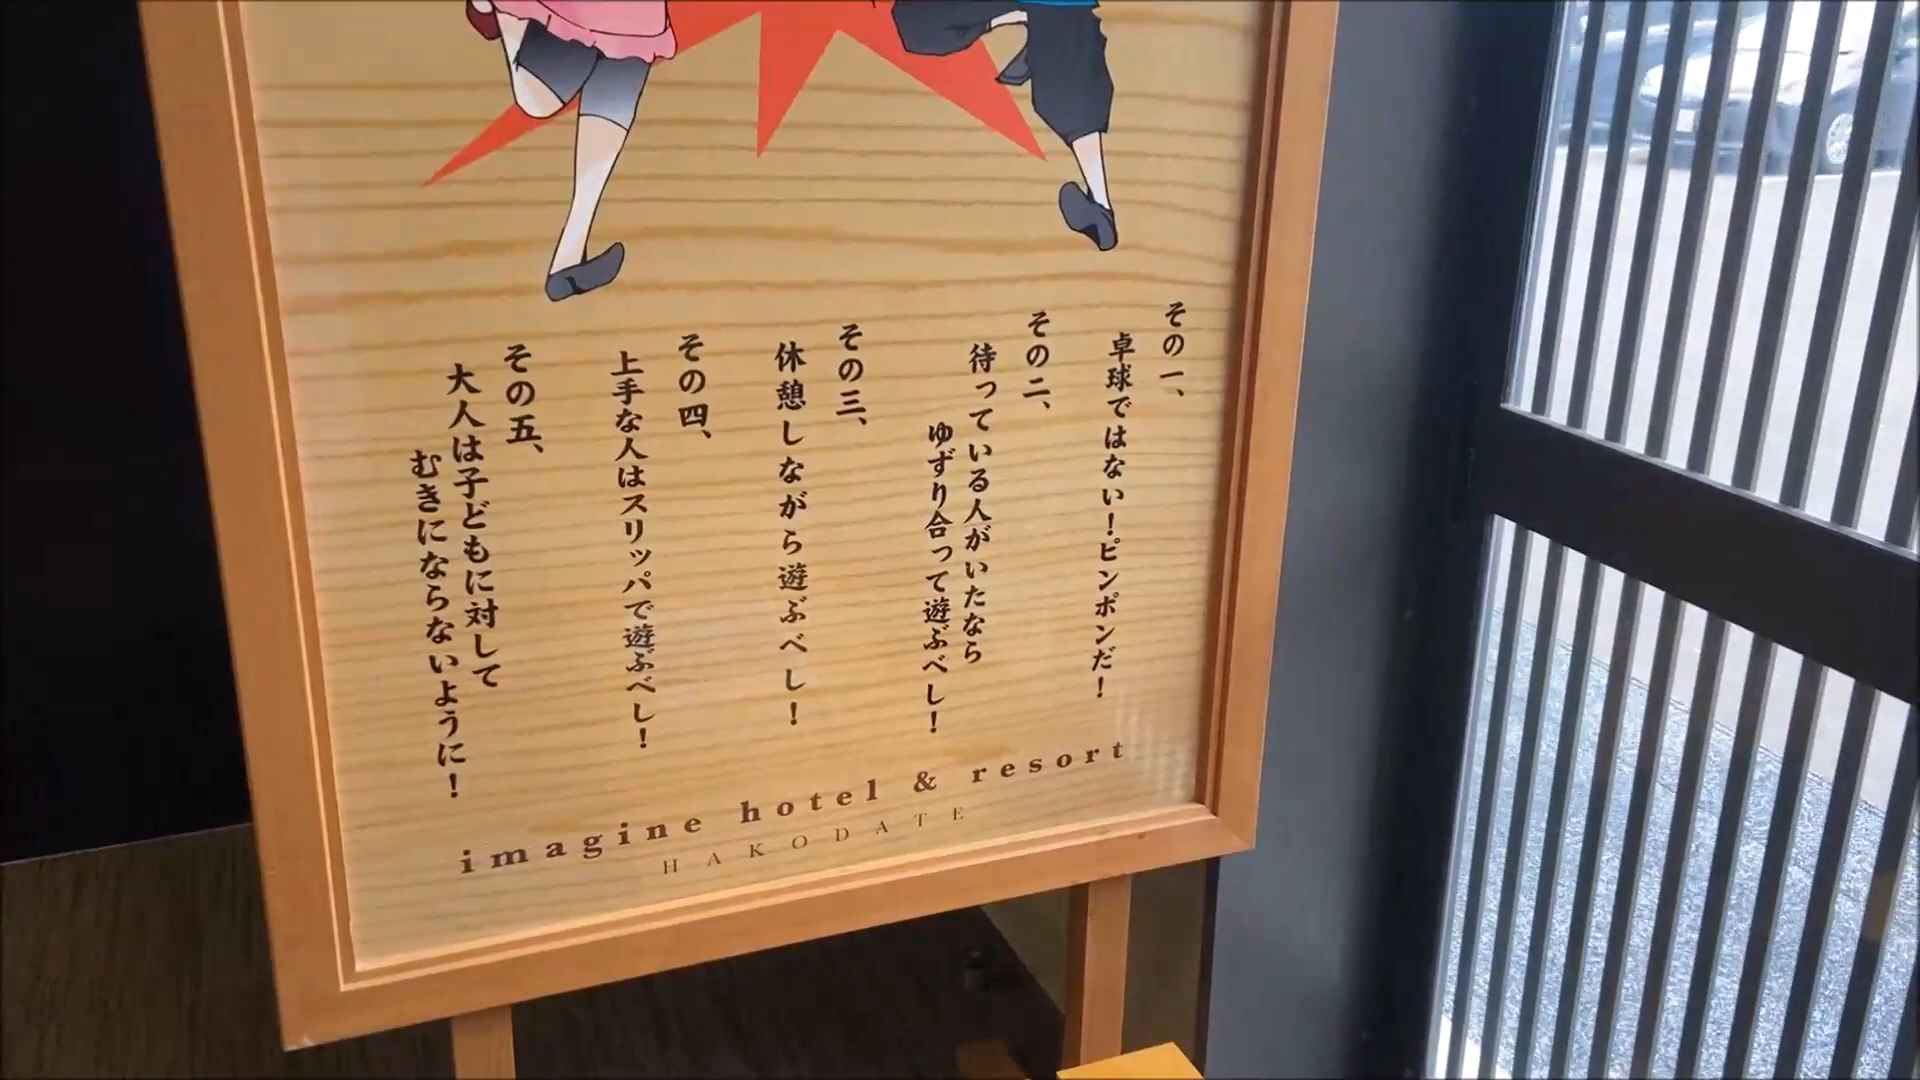 その一、
卓球ではない！ピンポンだ！
その二、
待っている人がいたなら
ゆずり合って遊ぶべし！
その三、
休憩しながら遊ぶべし！
その四、
上手な人はスリッパで遊ぶべし！
その五、
大人は子どもに対して
むきにならないように！
imagine hotel & resort
HAKODATE